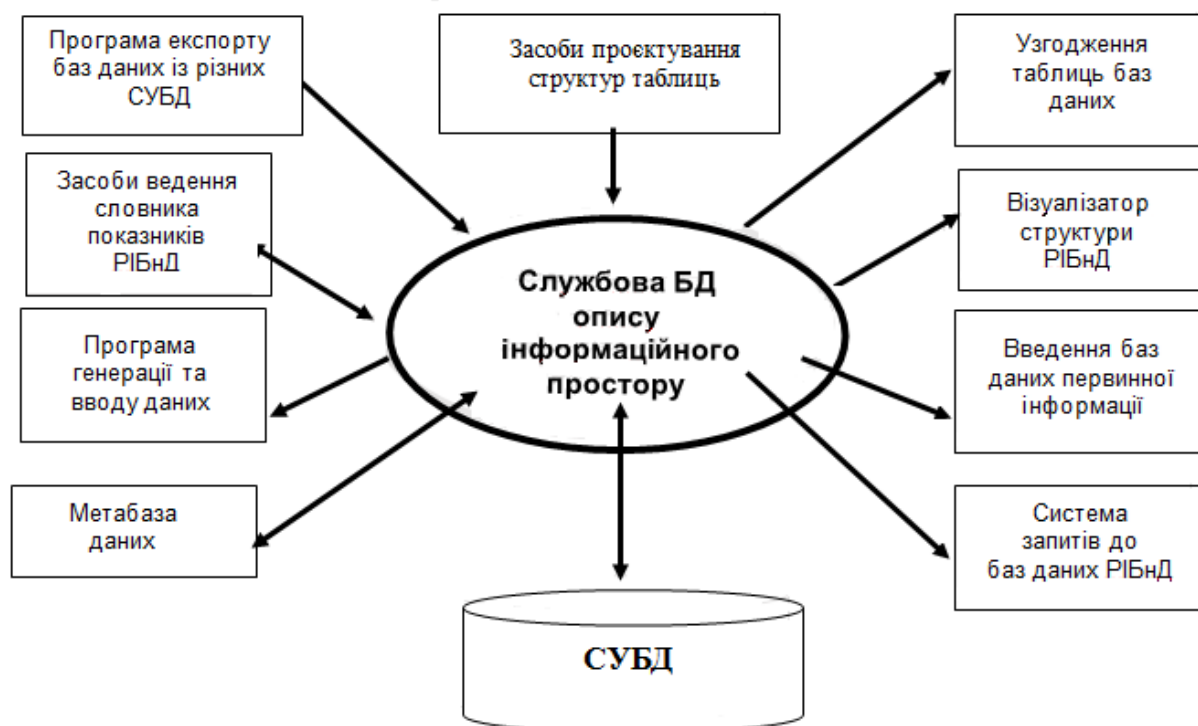 Програма експорту
баз даних із різних
СУБД
Засоби проєктування
структур таблиць
Узгодження
таблиць баз
даних
Засоби ведення
словника
показників
РІБнД
Візуалізатор
структури
РІБнД
Службова БД
опису
інформаційного
простору
Програма
генерації та
вводу даних
Введення баз
даних первинної
інформації
Метабаза
даних
Система
запитів до
баз даних РІБнД
СУБД